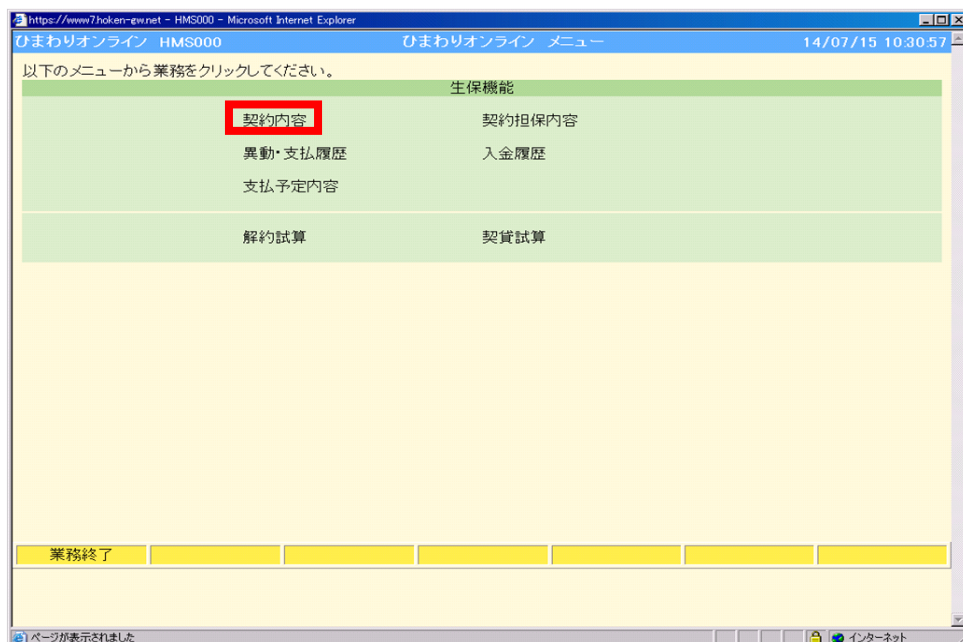 https://www7.hoken-gw.net - HMS000 - Microsoft Internet Explorer
ひまわりオンライン HMS000 ひまわりオンライン メニュー 14/07/15 10:30:57
以下のメニューから業務をクリックしてください。
生保機能
契約内容 契約担保内容
異動・支払履歴 入金履歴
支払予定内容
解約試算 契貸試算
業務終了
ページが表示されました インターネット